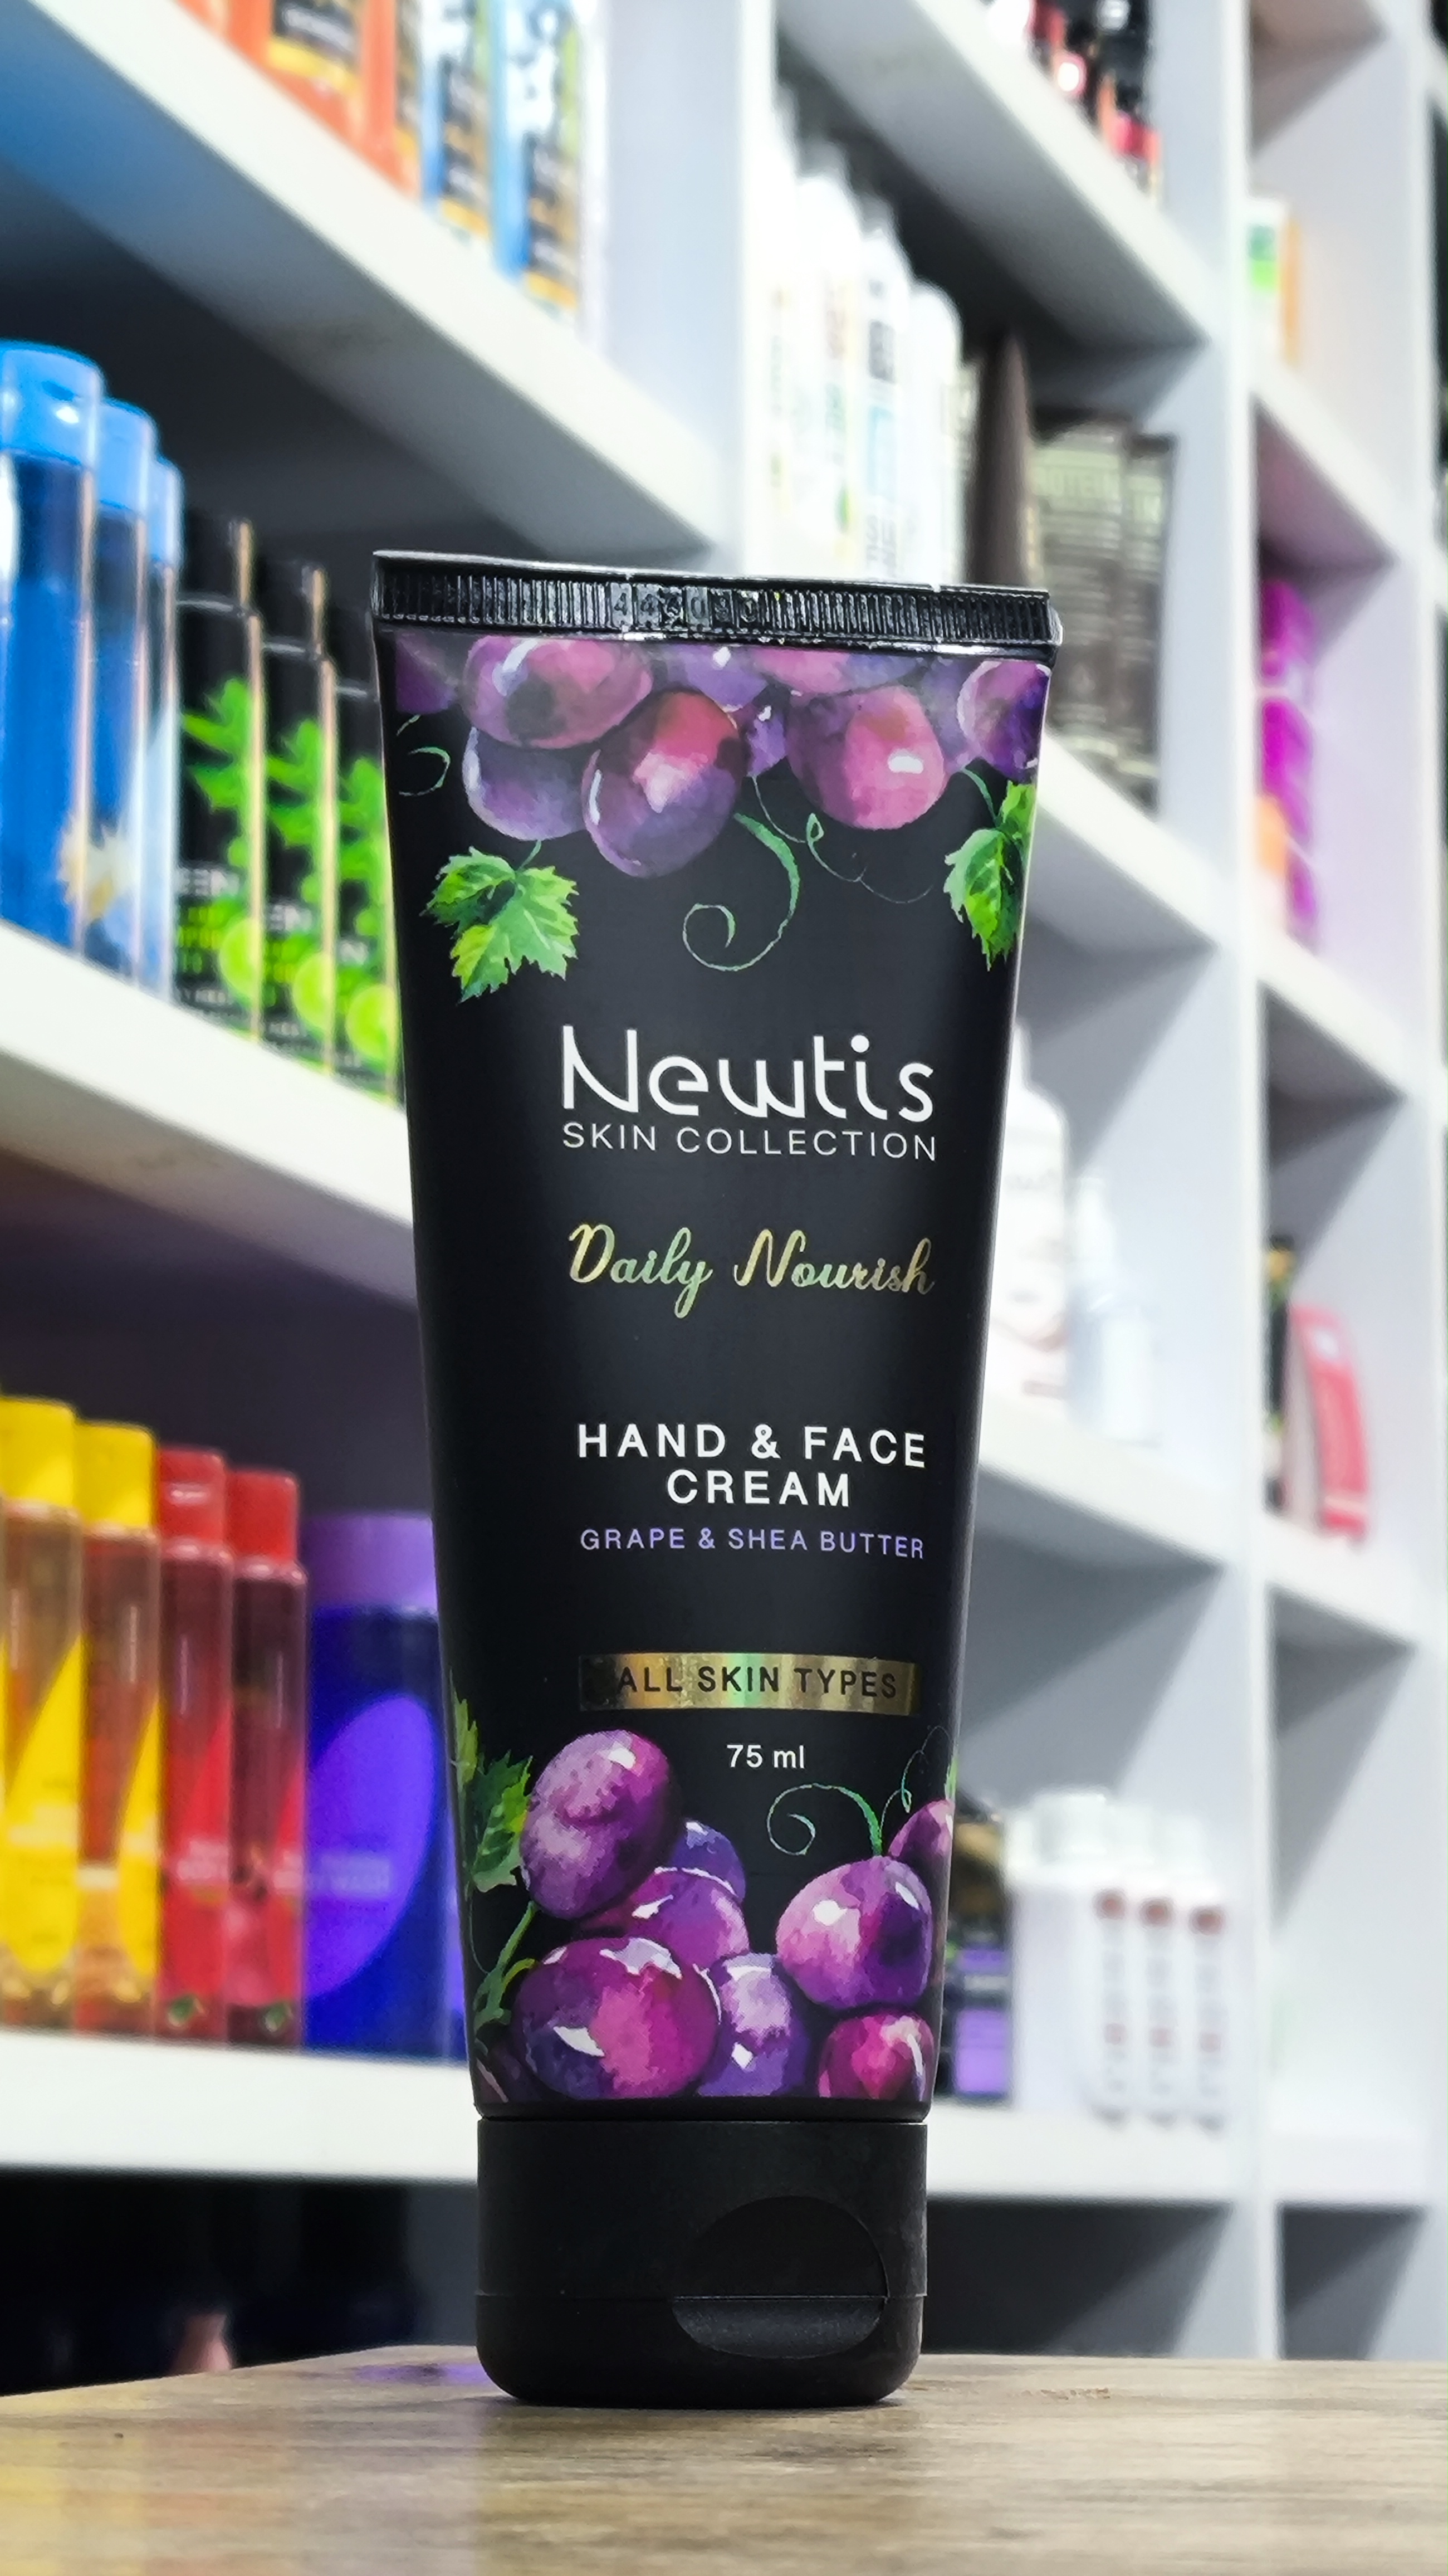 Newtis
SKIN COLLECTION
Daily Nourish
HAND & FACE
CREAM
GRAPE & SHEA BUTTER
ALL SKIN TYPES
75 ml